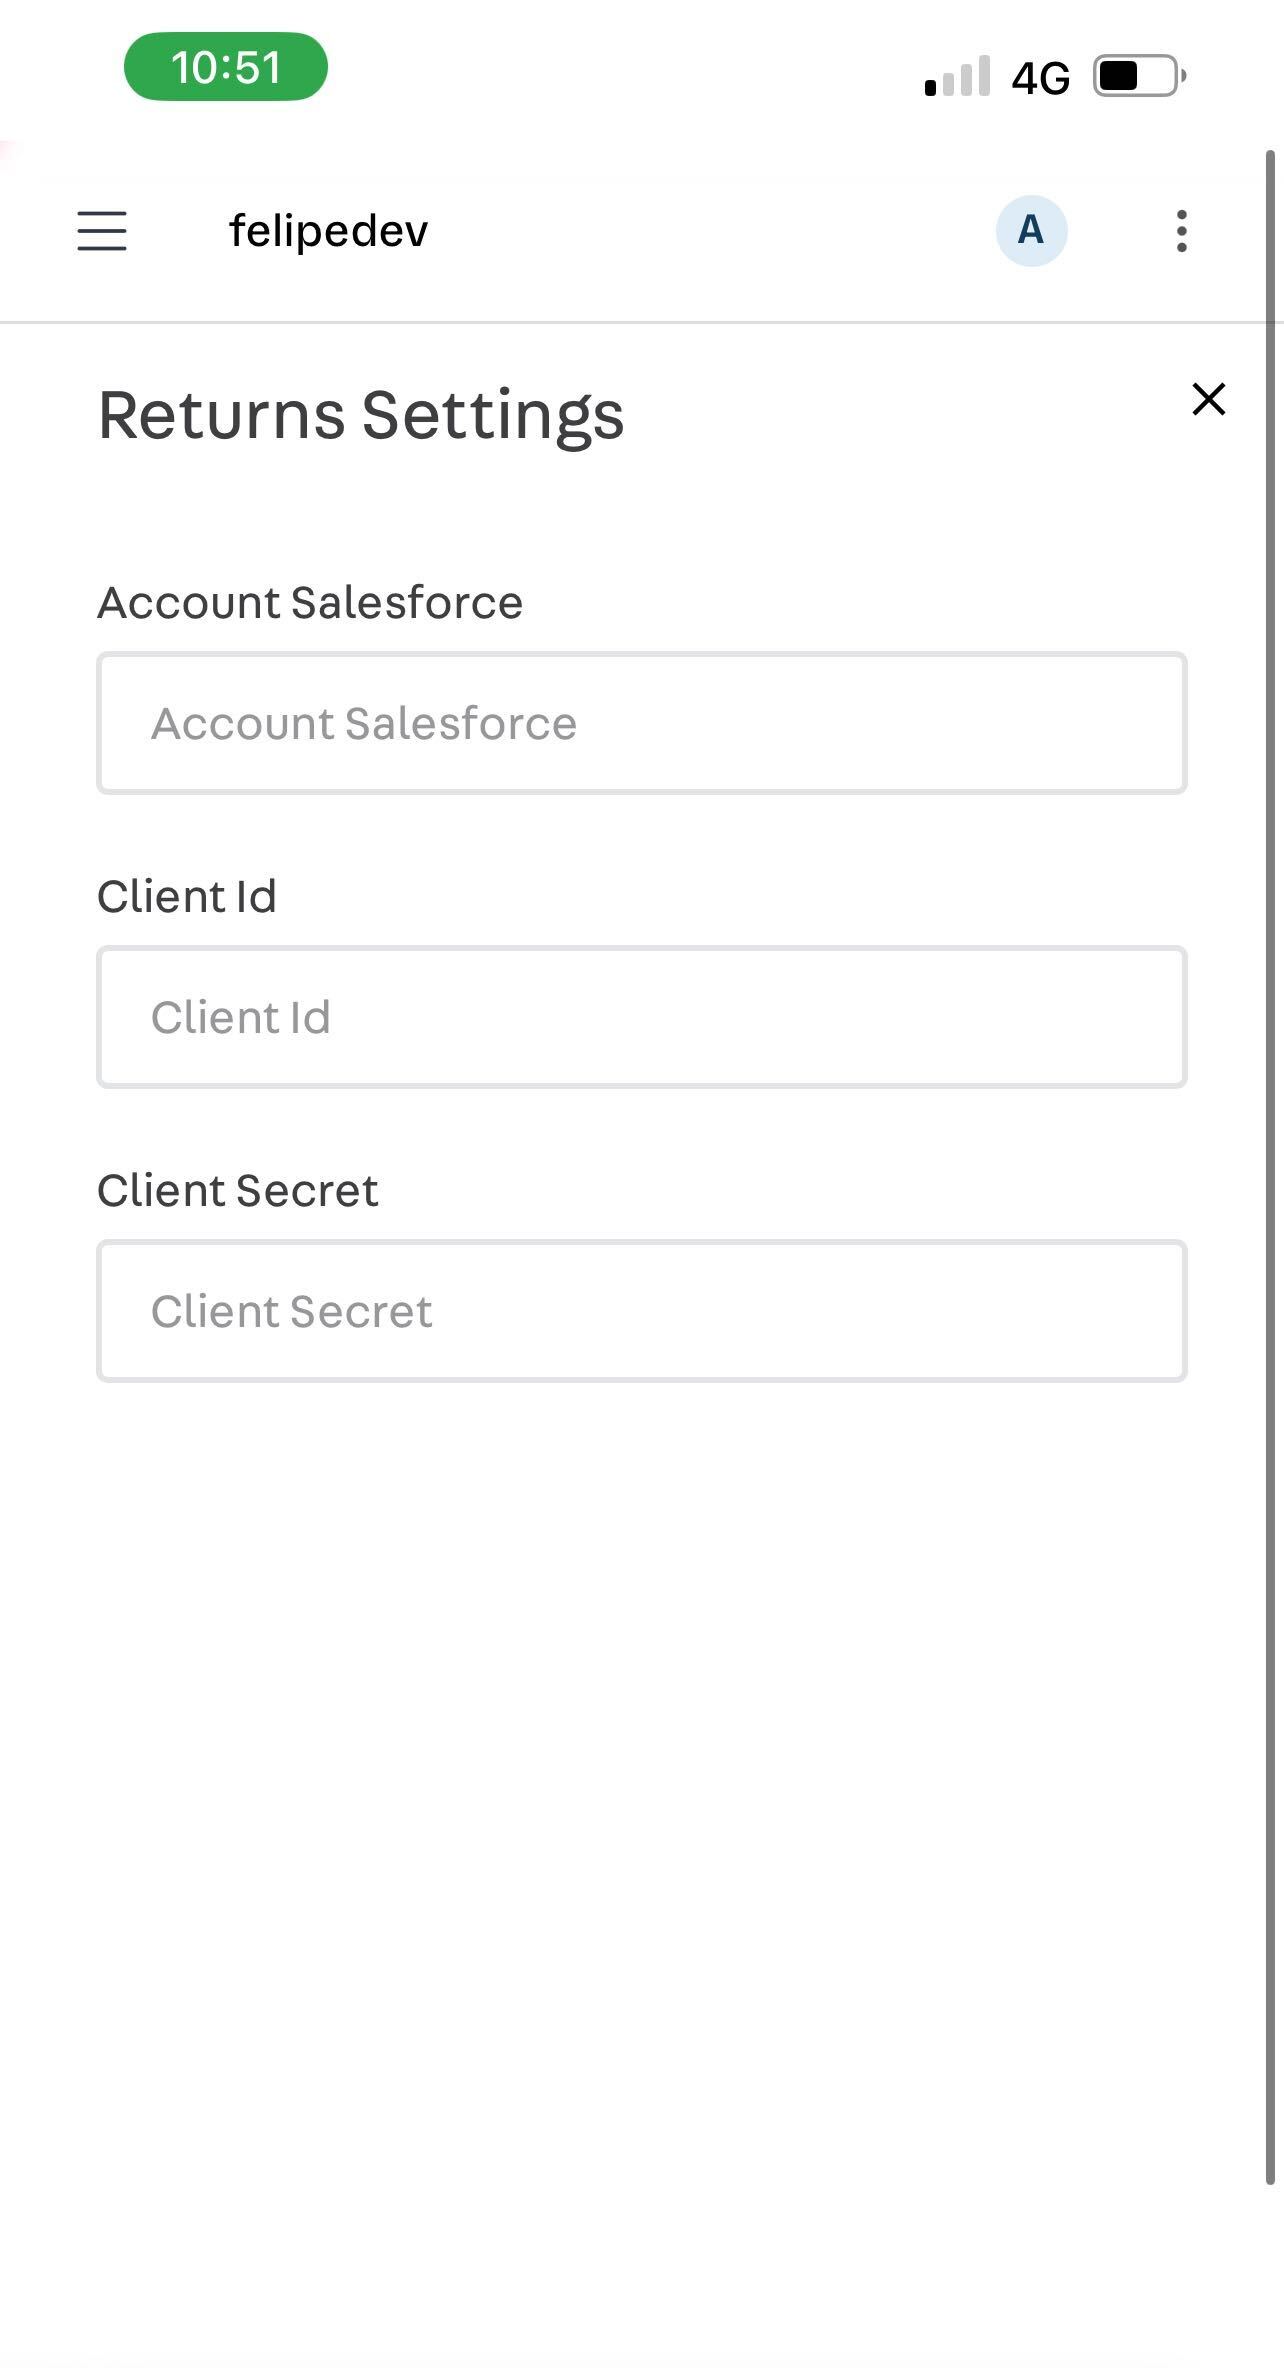 10:51 4G
felipedev A
Returns Settings
Account Salesforce
Account Salesforce
Client Id
Client Id
Client Secret
Client Secret